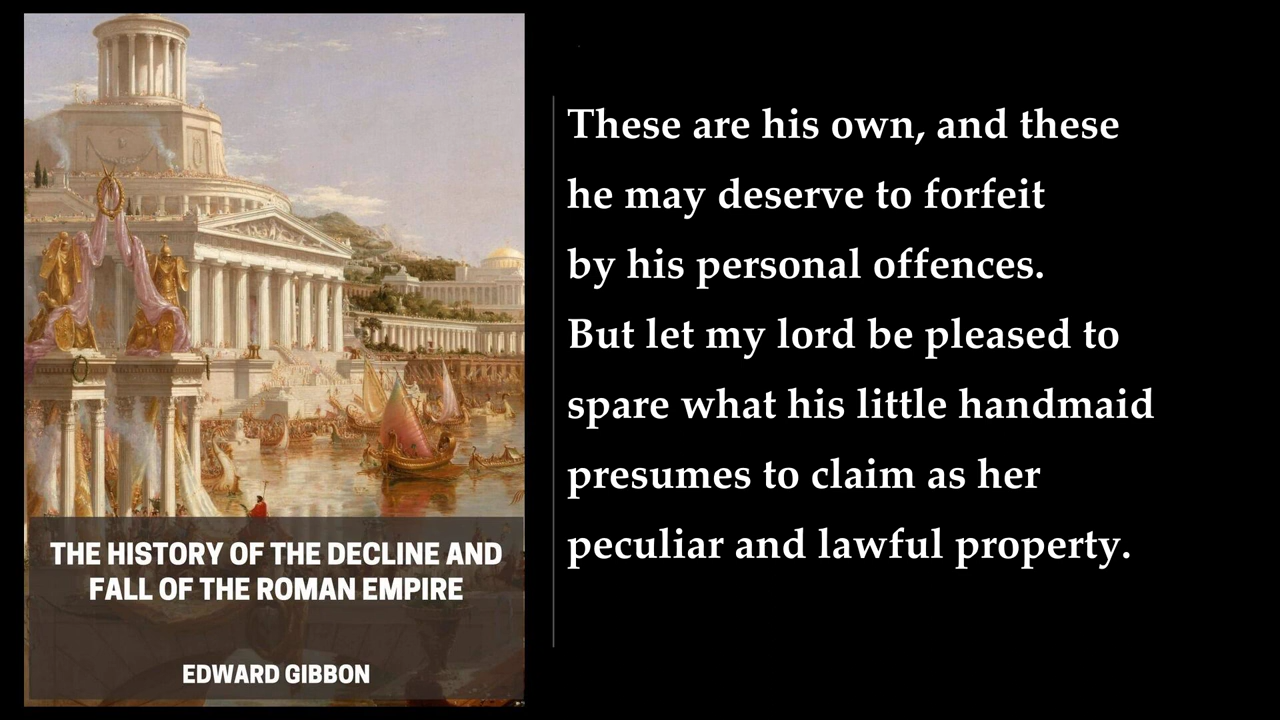 THE HISTORY OF THE DECLINE AND
FALL OF THE ROMAN EMPIRE
EDWARD GIBBON
These are his own, and these
he may deserve to forfeit
by his personal offences.
But let my lord be pleased to
spare what his little handmaid
presumes to claim as her
peculiar and lawful property.